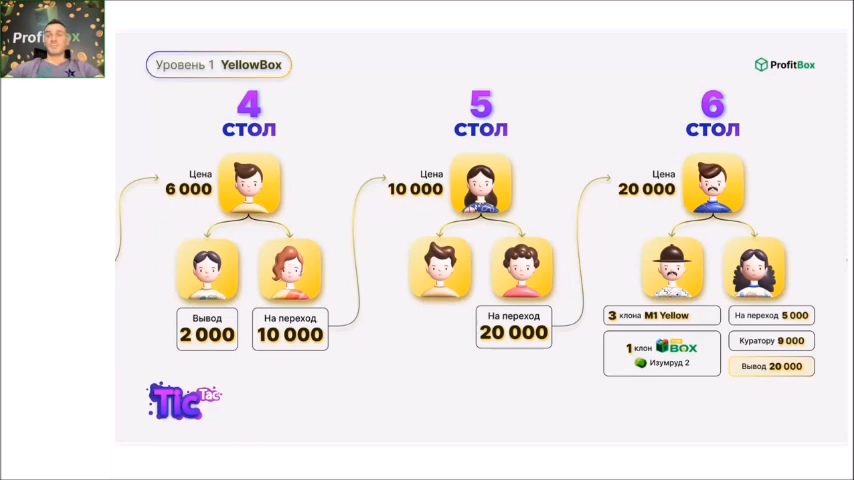 ProfitBox
Уровень 1 YellowBox
ProfitBox
4
СТОЛ
5
СТОЛ
6
СТОЛ
Цена
6 000
Цена
10 000
Цена
20 000
Вывод
2 000
На переход
10 000
На переход
20 000
3 клона M1 Yellow
1 клон
BOX
Изумруд 2
На переход 5 000
Куратору 9 000
Вывод 20 000
Tic
Tac